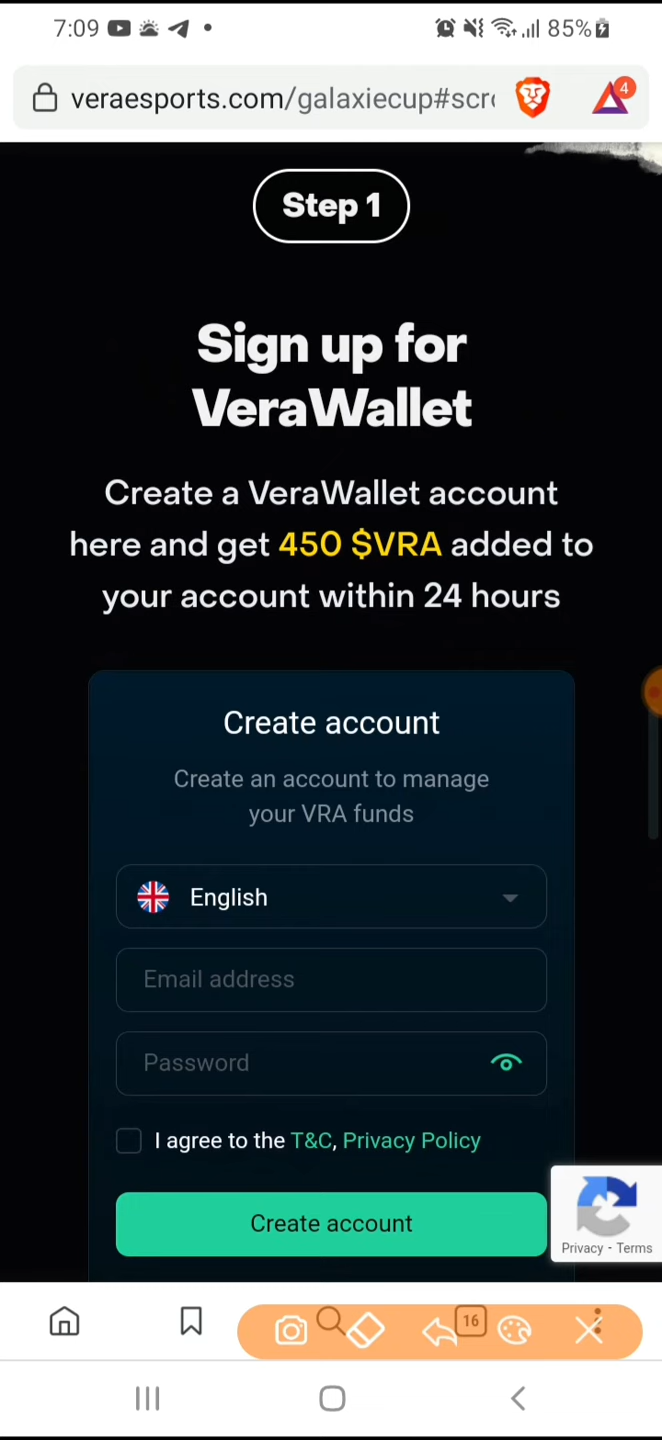 7:09
85%
veraesports.com/galaxiecup#scr
4
Step 1
Sign up for
VeraWallet
Create a VeraWallet account
here and get 450 $VRA added to
your account within 24 hours
Create account
Create an account to manage
your VRA funds
English
Email address
Password
I agree to the T&C, Privacy Policy
Create account
Privacy - Terms
16